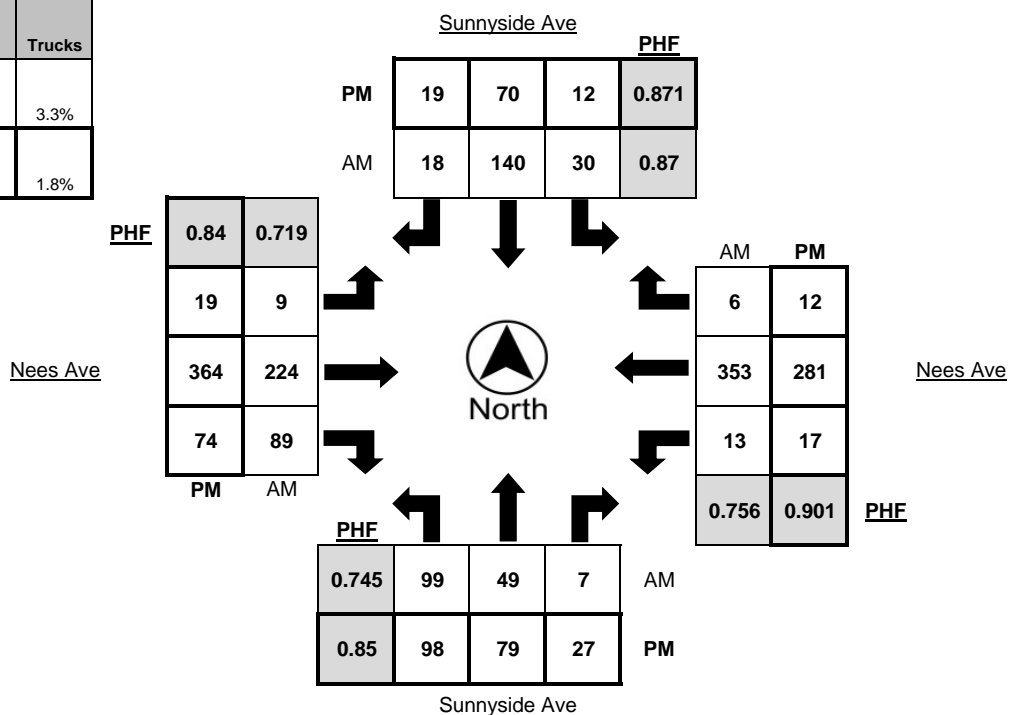 Sunnyside Ave
Trucks
PHF
PM 19 70 12 0.871
3.3%
AM 18 140 30 0.87
1.8%
PHF 0.84 0.719
AM PM
19 9
6 12
Nees Ave 364 224
353 281 Nees Ave
North
74 89
13 17
PM AM
0.756 0.901 PHF
PHF
0.745 99 49 7 AM
0.85 98 79 27 PM
Sunnyside Ave